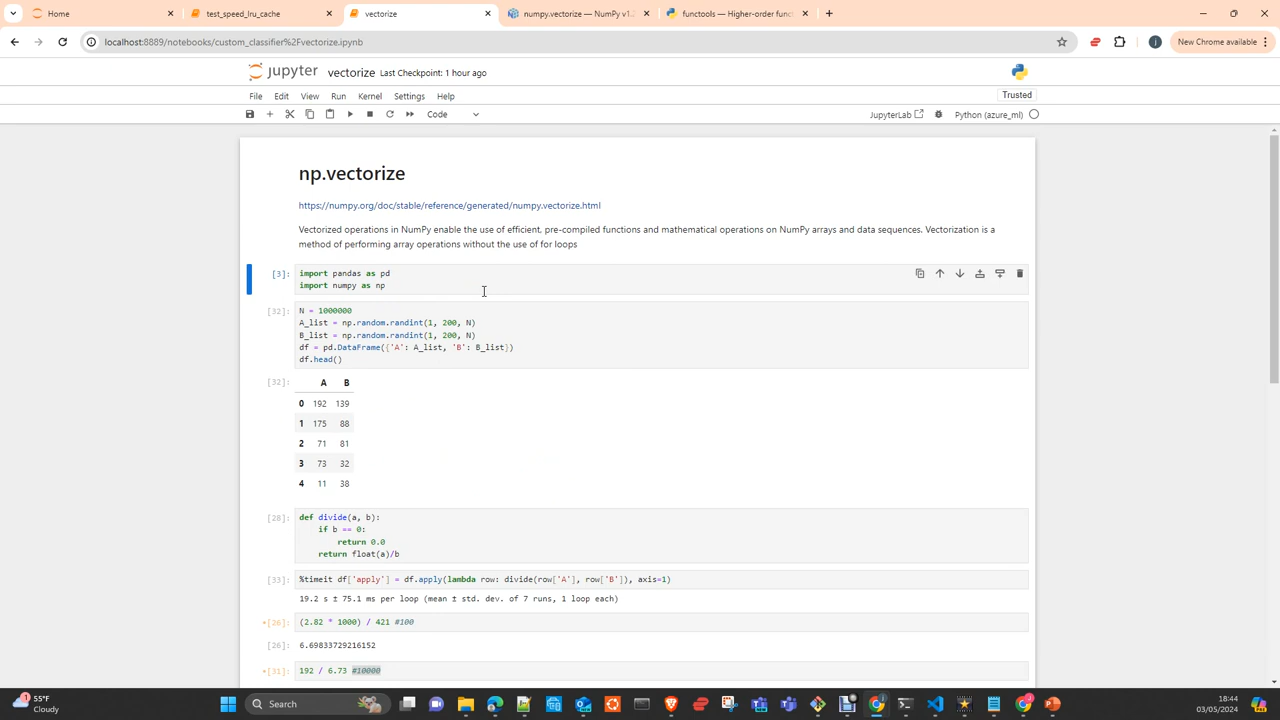 Home
test_speed_lru_cache
vectorize
numpy.vectorize — NumPy v1.
functools — Higher-order func
localhost:8889/notebooks/custom_classifier%2Fvectorize.ipynb
New Chrome available
jupyter vectorize Last Checkpoint: 1 hour ago
File Edit View Run Kernel Settings Help
Trusted
Code
JupyterLab
Python (azure_ml)
np.vectorize
https://numpy.org/doc/stable/reference/generated/numpy.vectorize.html
Vectorized operations in NumPy enable the use of efficient, pre-compiled functions and mathematical operations on NumPy arrays and data sequences. Vectorization is a
method of performing array operations without the use of for loops
[3]: import pandas as pd
import numpy as np
[32]: N = 1000000
A_list = np.random.randint(1, 200, N)
B_list = np.random.randint(1, 200, N)
df = pd.DataFrame({'A': A_list, 'B': B_list})
df.head()
[32]: A B
0 192 139
1 175 88
2 71 81
3 73 32
4 11 38
[28]: def divide(a, b):
if b == 0:
return 0.0
return float(a)/b
[33]: %timeit df['apply'] = df.apply(lambda row: divide(row['A'], row['B']), axis=1)
19.2 s ± 75.1 ms per loop (mean ± std. dev. of 7 runs, 1 loop each)
[26]: (2.82 * 1000) / 421 #100
[26]: 6.69833729216152
[31]: 192 / 6.73 #10000
55°F
Cloudy
Search
18:44
03/05/2024